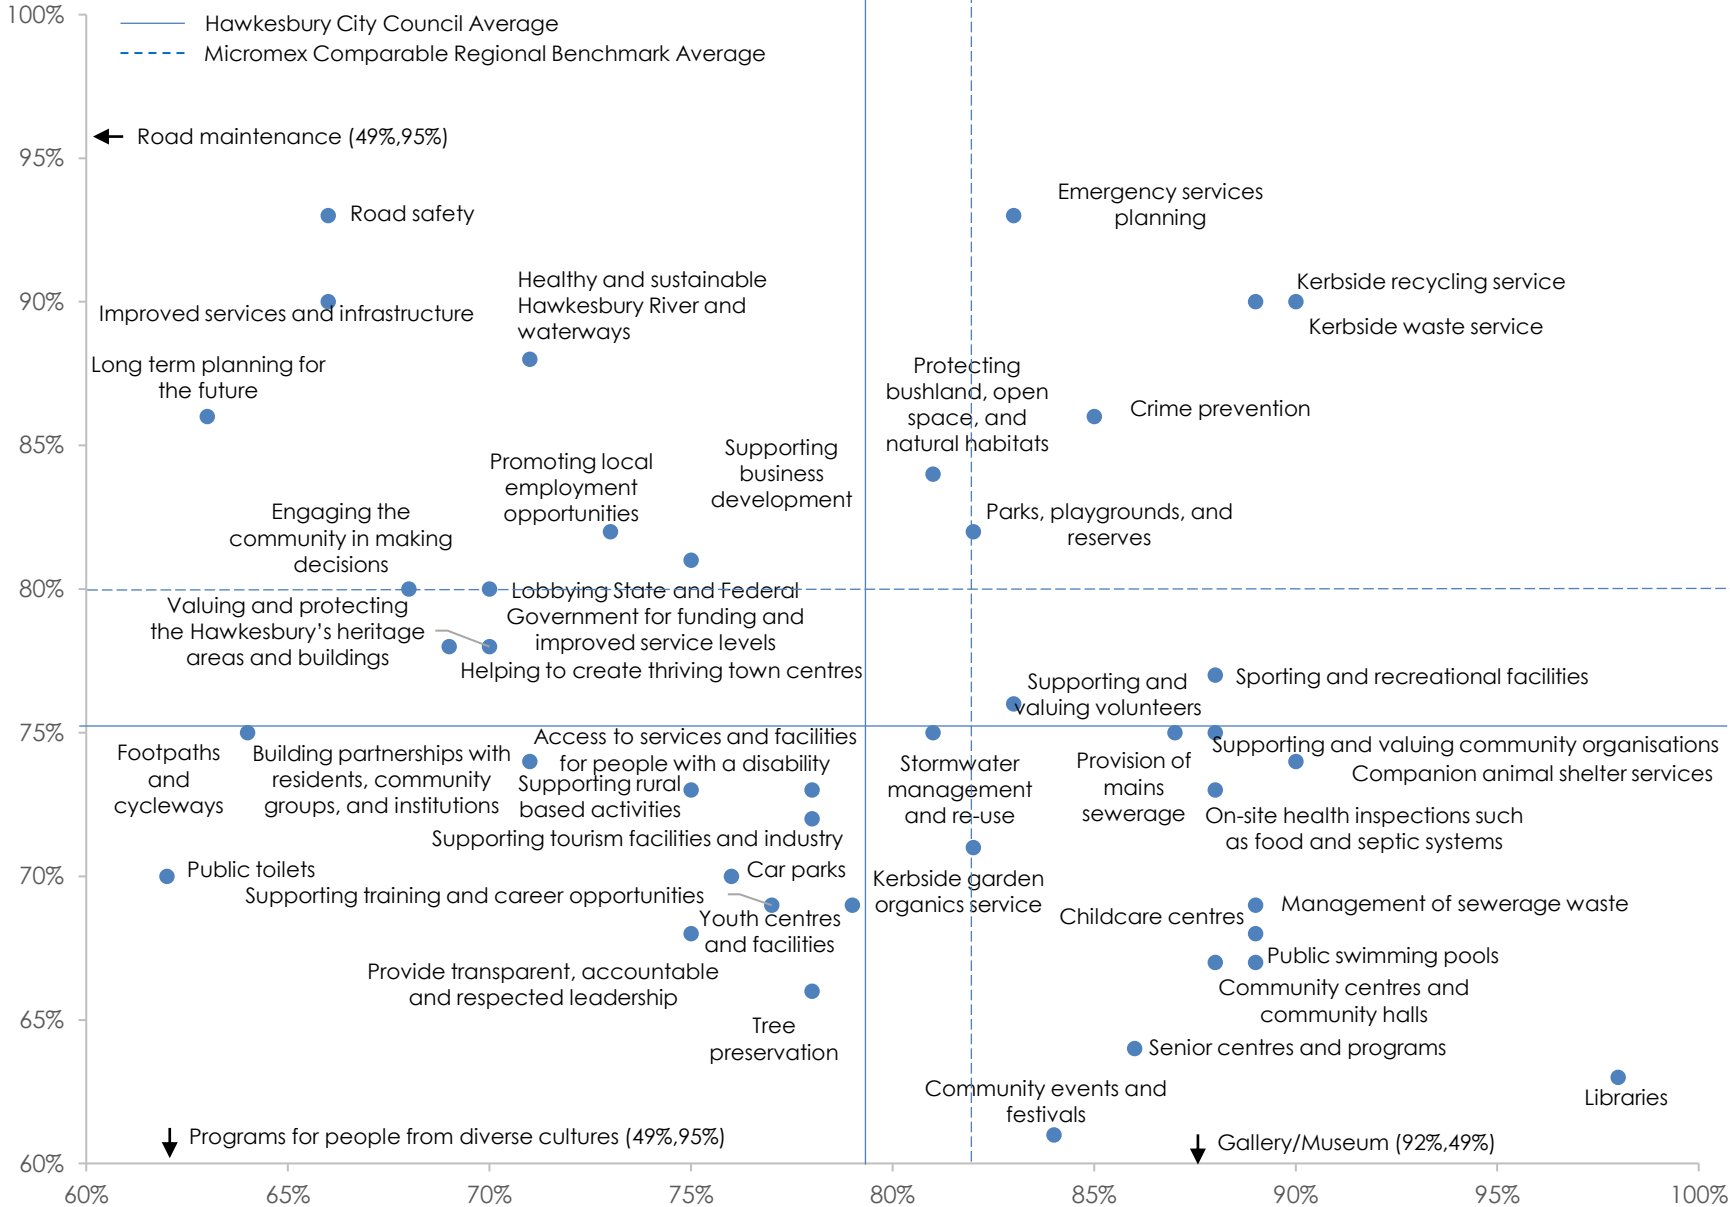 100%
Hawkesbury City Council Average
Micromex Comparable Regional Benchmark Average
Road maintenance (49%,95%)
95%
Emergency services
planning
Road safety
Healthy and sustainable
Hawkesbury River and
waterways
Kerbside recycling service
90%
Improved services and infrastructure
Kerbside waste service
Long term planning for
the future
Protecting
bushland, open
space, and
natural habitats
Crime prevention
85%
Supporting
business
development
Promoting local
employment
opportunities
Engaging the
community in making
decisions
Parks, playgrounds, and
reserves
80%
Lobbying State and Federal
Government for funding and
improved service levels
Valuing and protecting
the Hawkesbury’s heritage
areas and buildings
Helping to create thriving town centres
Supporting and
valuing volunteers
Sporting and recreational facilities
75%
Footpaths
and
cycleways
Building partnerships with
residents, community
groups, and institutions
Access to services and facilities
for people with a disability
Supporting rural
based activities
Supporting tourism facilities and industry
Stormwater
management
and re-use
Provision of
mains
sewerage
Supporting and valuing community organisations
Companion animal shelter services
On-site health inspections such
as food and septic systems
70%
Public toilets
Car parks
Supporting training and career opportunities
Kerbside garden
organics service
Youth centres
and facilities
Childcare centres
Management of sewerage waste
Public swimming pools
Provide transparent, accountable
and respected leadership
Community centres and
community halls
65%
Tree
preservation
Senior centres and programs
Community events and
festivals
Libraries
Programs for people from diverse cultures (49%,95%)
Gallery/Museum (92%,49%)
60%
60% 65% 70% 75% 80% 85% 90% 95% 100%